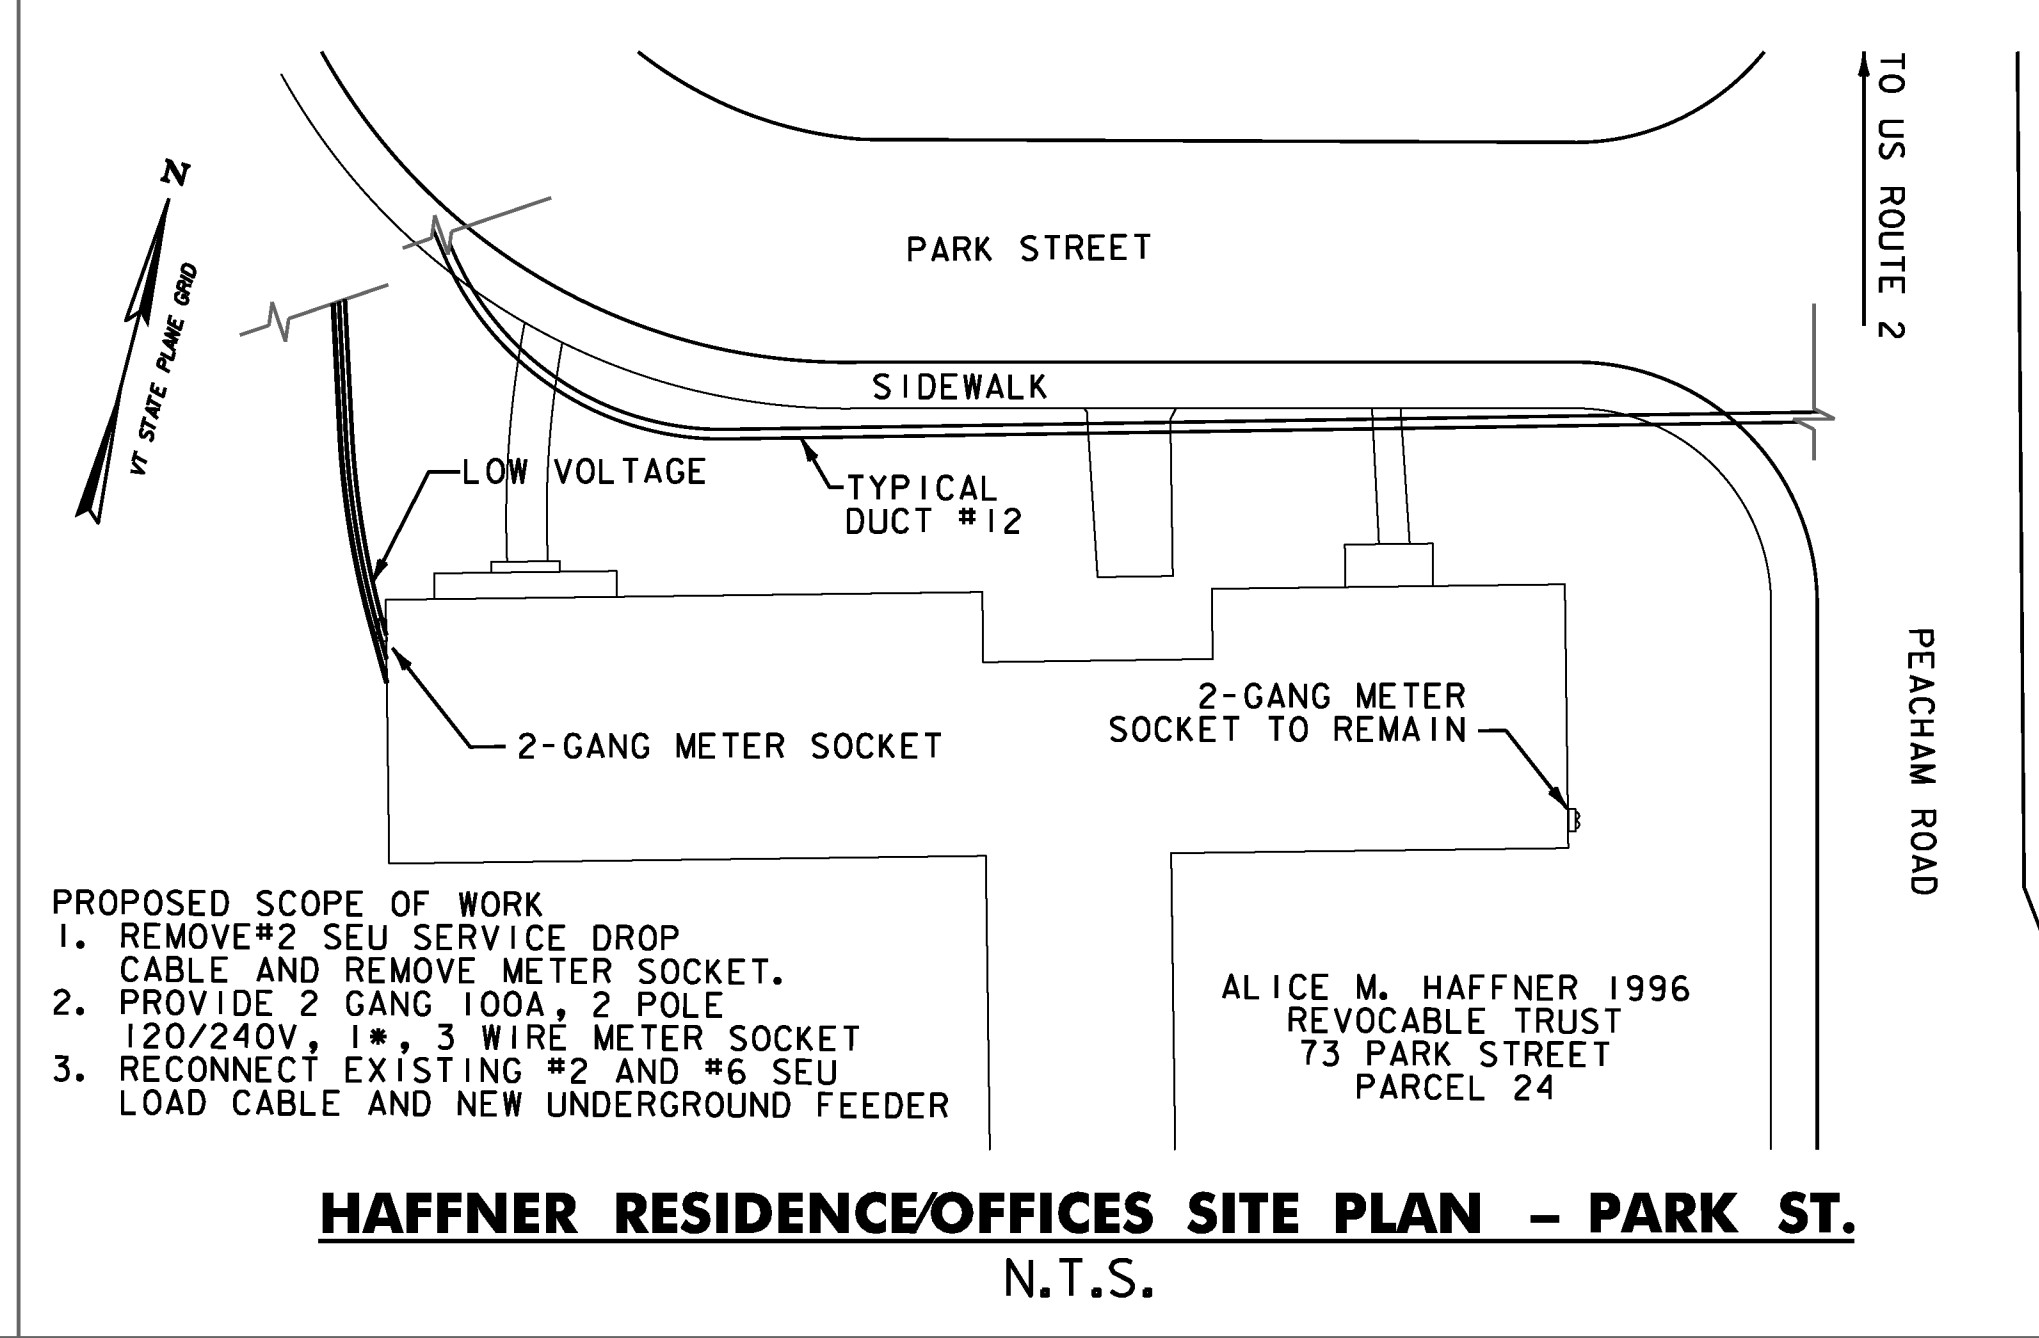 TO US ROUTE 2
N
VT STATE PLANE GRID
PARK STREET
SIDEWALK
LOW VOLTAGE
TYPICAL
DUCT #12
2-GANG METER
SOCKET TO REMAIN
2-GANG METER SOCKET
PEACHAM ROAD
PROPOSED SCOPE OF WORK
1. REMOVE#2 SEU SERVICE DROP
CABLE AND REMOVE METER SOCKET.
2. PROVIDE 2 GANG 100A, 2 POLE
120/240V, 1*, 3 WIRE METER SOCKET
3. RECONNECT EXISTING #2 AND #6 SEU
LOAD CABLE AND NEW UNDERGROUND FEEDER
ALICE M. HAFFNER 1996
REVOCABLE TRUST
73 PARK STREET
PARCEL 24
HAFFNER RESIDENCE/OFFICES SITE PLAN - PARK ST.
N.T.S.